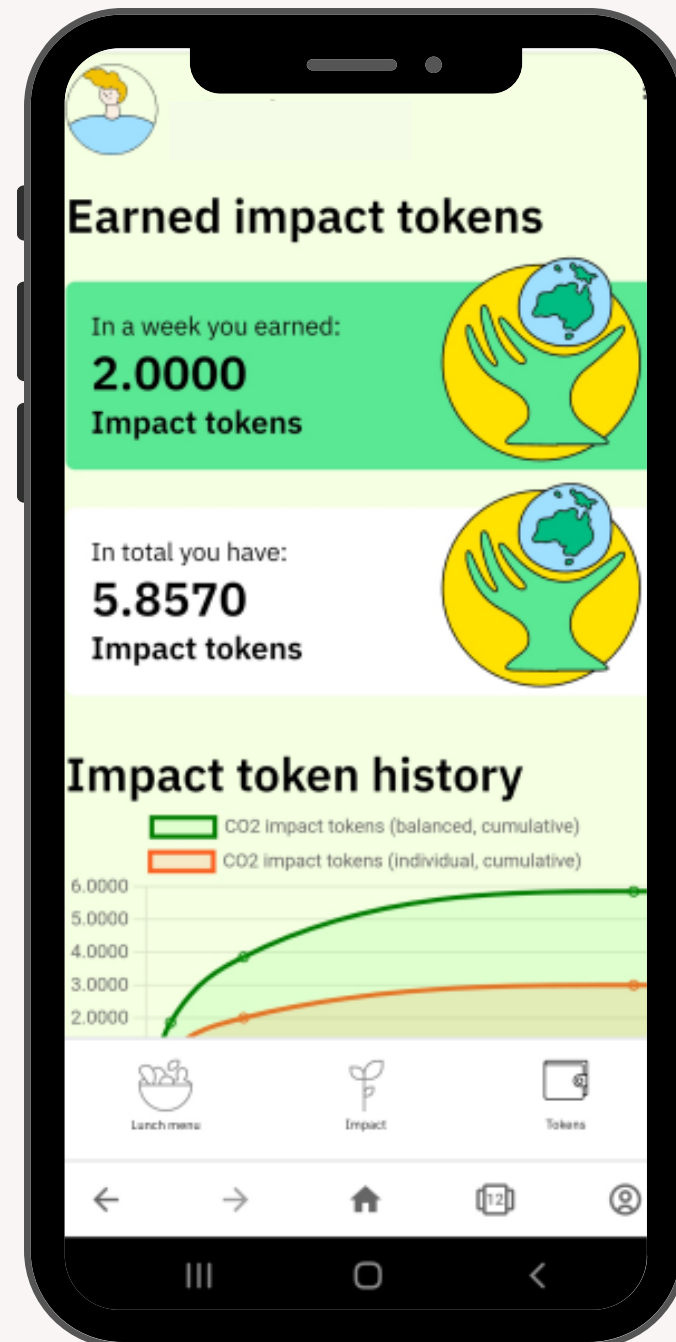 Earned impact tokens
In a week you earned:
2.0000
Impact tokens
In total you have:
5.8570
Impact tokens
Impact token history
CO2 impact tokens (balanced, cumulative)
CO2 impact tokens (individual, cumulative)
6.0000
5.0000
4.0000
3.0000
2.0000
Lunch menu
Impact
Tokens
12